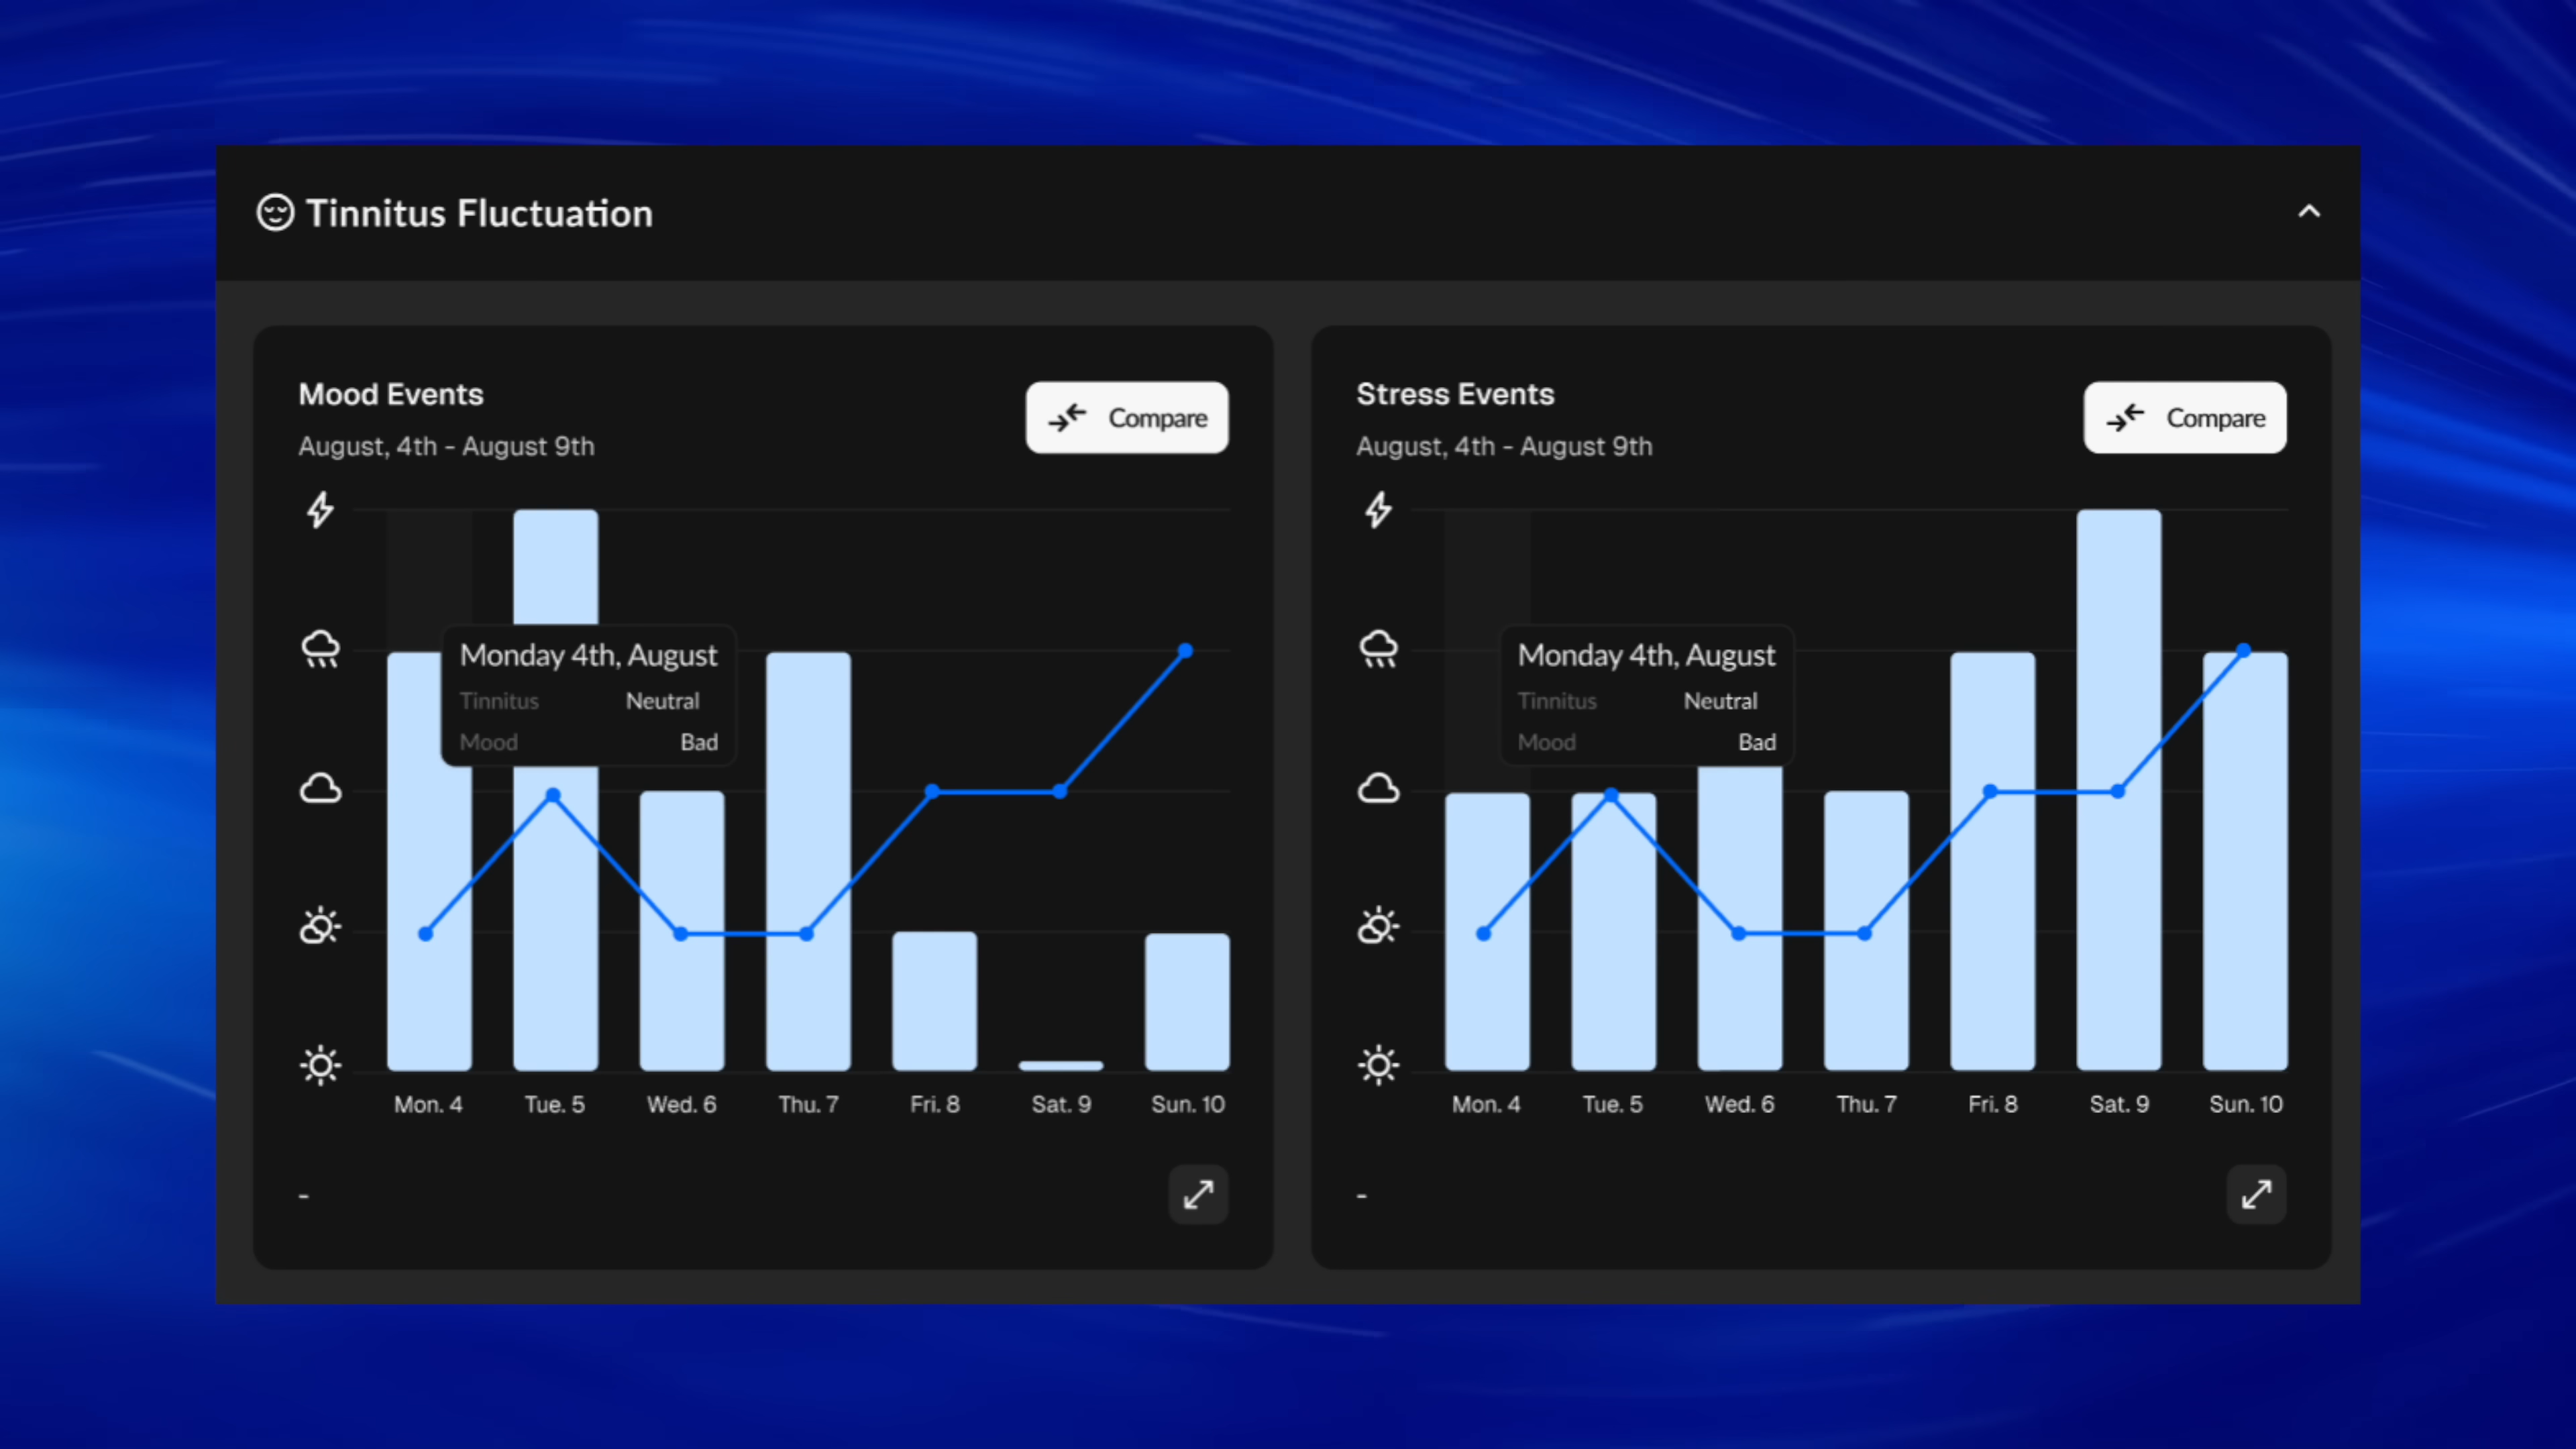 Tinnitus Fluctuation
Mood Events
Compare
August, 4th - August 9th
Monday 4th, August
Tinnitus Neutral
Mood Bad
Mon. 4 Tue. 5 Wed. 6 Thu. 7 Fri. 8 Sat. 9 Sun. 10
-
Stress Events
Compare
August, 4th - August 9th
Monday 4th, August
Tinnitus Neutral
Mood Bad
Mon. 4 Tue. 5 Wed. 6 Thu. 7 Fri. 8 Sat. 9 Sun. 10
-